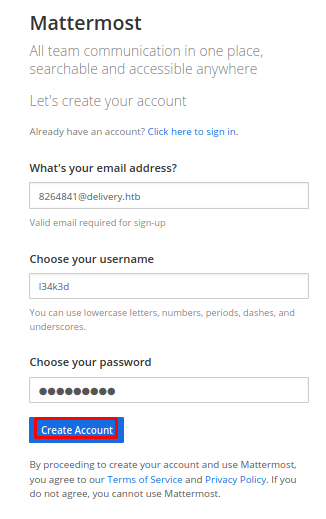 Mattermost
All team communication in one place,
searchable and accessible anywhere
Let's create your account
Already have an account? Click here to sign in.
What's your email address?
8264841@delivery.htb
Valid email required for sign-up
Choose your username
l34k3d
You can use lowercase letters, numbers, periods, dashes, and
underscores.
Choose your password
●●●●●●●●●
Create Account
By proceeding to create your account and use Mattermost,
you agree to our Terms of Service and Privacy Policy. If you
do not agree, you cannot use Mattermost.